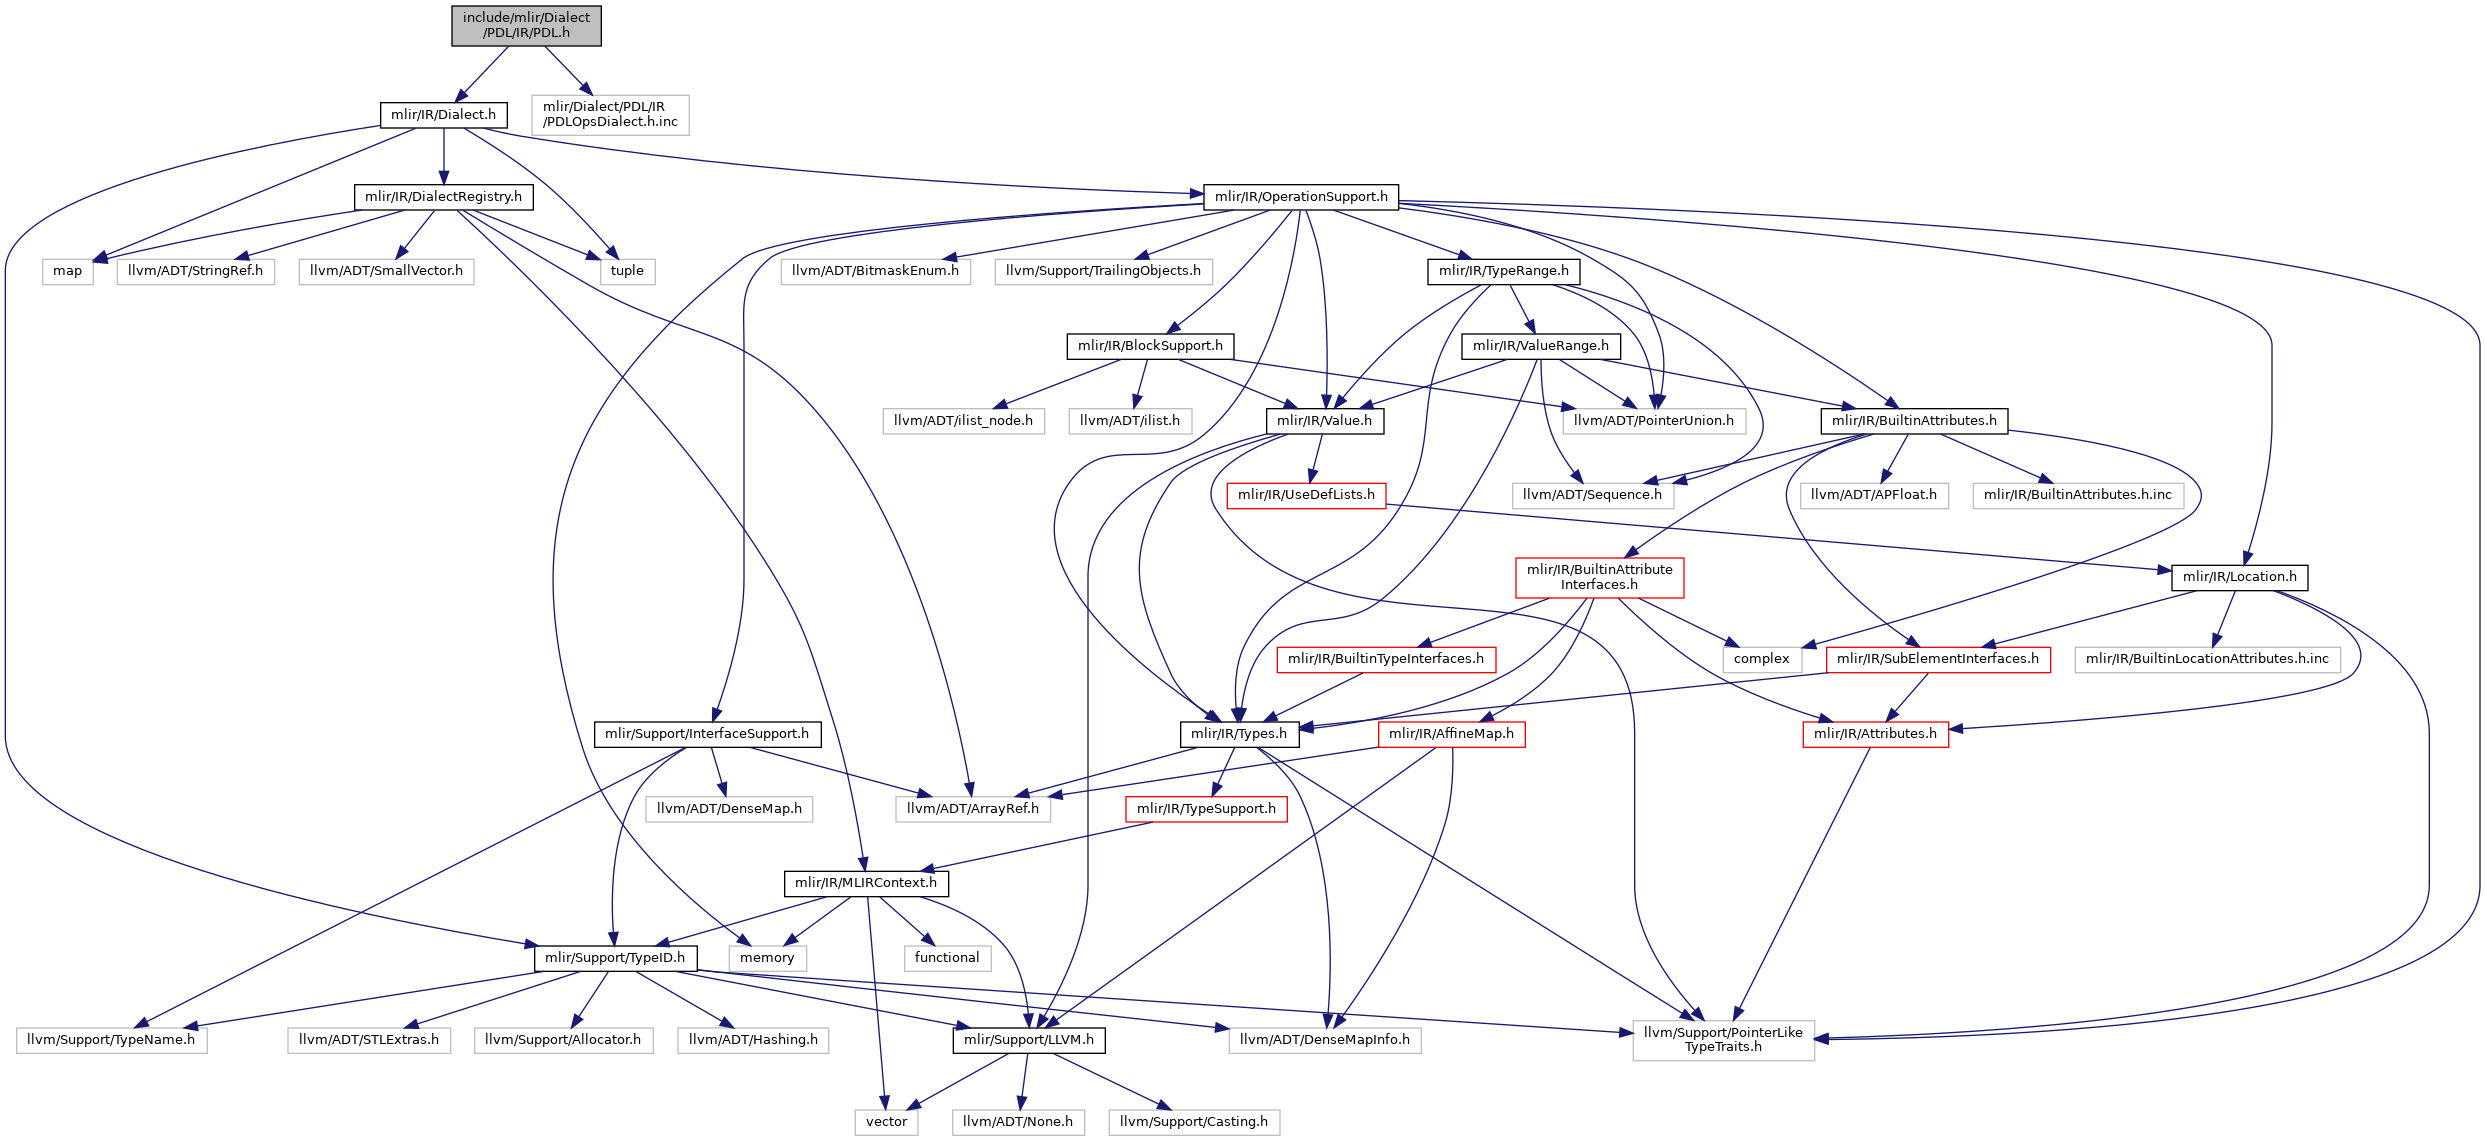 include/mlir/Dialect
/PDL/IR/PDL.h
mlir/IR/Dialect.h
mlir/Dialect/PDL/IR
/PDLOpsDialect.h.inc
mlir/IR/DialectRegistry.h
mlir/IR/OperationSupport.h
map
llvm/ADT/StringRef.h
llvm/ADT/SmallVector.h
tuple
llvm/ADT/BitmaskEnum.h
llvm/Support/TrailingObjects.h
mlir/IR/TypeRange.h
mlir/IR/BlockSupport.h
mlir/IR/ValueRange.h
llvm/ADT/ilist_node.h
llvm/ADT/ilist.h
mlir/IR/Value.h
llvm/ADT/PointerUnion.h
mlir/IR/BuiltinAttributes.h
mlir/IR/UseDefLists.h
llvm/ADT/Sequence.h
llvm/ADT/APFloat.h
mlir/IR/BuiltinAttributes.h.inc
mlir/IR/BuiltinAttribute
Interfaces.h
mlir/IR/Location.h
mlir/IR/BuiltinTypeInterfaces.h
complex
mlir/IR/SubElementInterfaces.h
mlir/IR/BuiltinLocationAttributes.h.inc
mlir/Support/InterfaceSupport.h
mlir/IR/Types.h
mlir/IR/AffineMap.h
mlir/IR/Attributes.h
llvm/ADT/DenseMap.h
llvm/ADT/ArrayRef.h
mlir/IR/TypeSupport.h
mlir/IR/MLIRContext.h
mlir/Support/TypeID.h
memory
functional
llvm/Support/TypeName.h
llvm/ADT/STLExtras.h
llvm/Support/Allocator.h
llvm/ADT/Hashing.h
mlir/Support/LLVM.h
llvm/ADT/DenseMapInfo.h
llvm/Support/PointerLike
TypeTraits.h
vector
llvm/ADT/None.h
llvm/Support/Casting.h